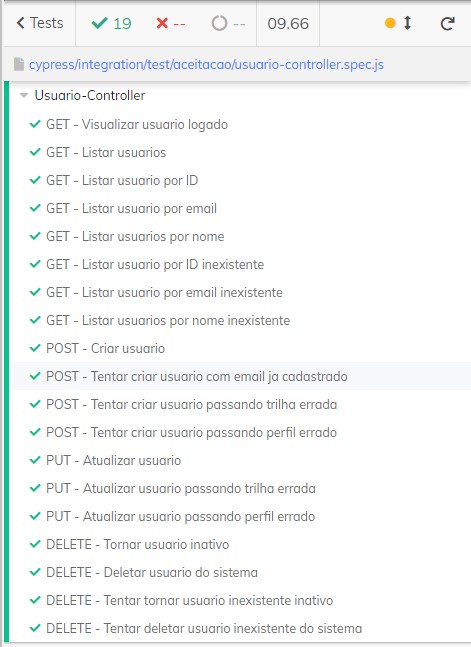 Tests 19 -- -- 09.66
cypress/integration/test/aceitacao/usuario-controller.spec.js
Usuario-Controller
GET - Visualizar usuario logado
GET - Listar usuarios
GET - Listar usuario por ID
GET - Listar usuario por email
GET - Listar usuarios por nome
GET - Listar usuario por ID inexistente
GET - Listar usuario por email inexistente
GET - Listar usuarios por nome inexistente
POST - Criar usuario
POST - Tentar criar usuario com email ja cadastrado
POST - Tentar criar usuario passando trilha errada
POST - Tentar criar usuario passando perfil errado
PUT - Atualizar usuario
PUT - Atualizar usuario passando trilha errada
PUT - Atualizar usuario passando perfil errado
DELETE - Tornar usuario inativo
DELETE - Deletar usuario do sistema
DELETE - Tentar tornar usuario inexistente inativo
DELETE - Tentar deletar usuario inexistente do sistema